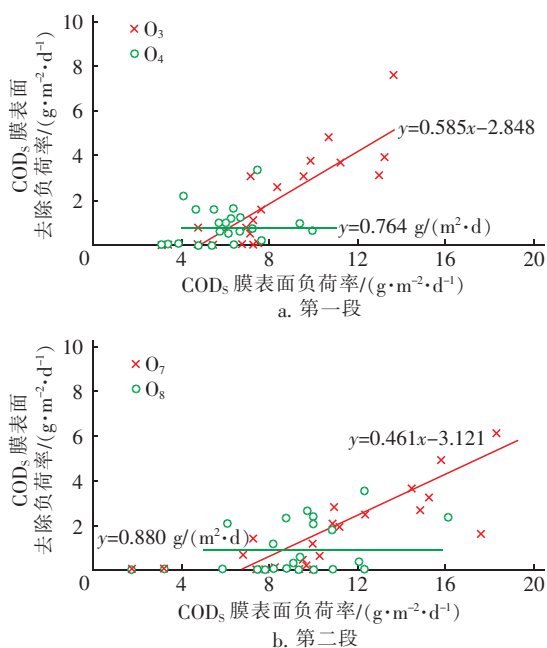 10
8
6
4
2
0
× O₃
○ O₄
y=0.585x−2.848
y=0.764 g/(m²•d)
CODₛ 膜表面
去除负荷率/(g•m⁻²•d⁻¹)
4 8 12 16 20
CODₛ 膜表面负荷率/(g•m⁻²•d⁻¹)
a. 第一段
10
8
6
4
2
0
× O₇
○ O₈
y=0.461x−3.121
y=0.880 g/(m²•d)
CODₛ 膜表面
去除负荷率/(g•m⁻²•d⁻¹)
4 8 12 16 20
CODₛ 膜表面负荷率/(g•m⁻²•d⁻¹)
b. 第二段